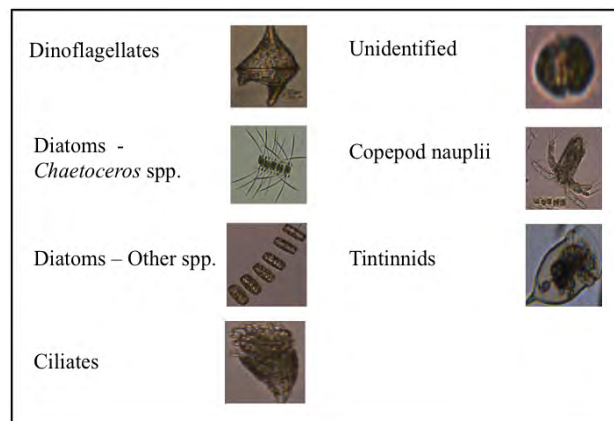 Dinoflagellates
Diatoms -
Chaetoceros spp.
Diatoms – Other spp.
Ciliates
Unidentified
Copepod nauplii
Tintinnids